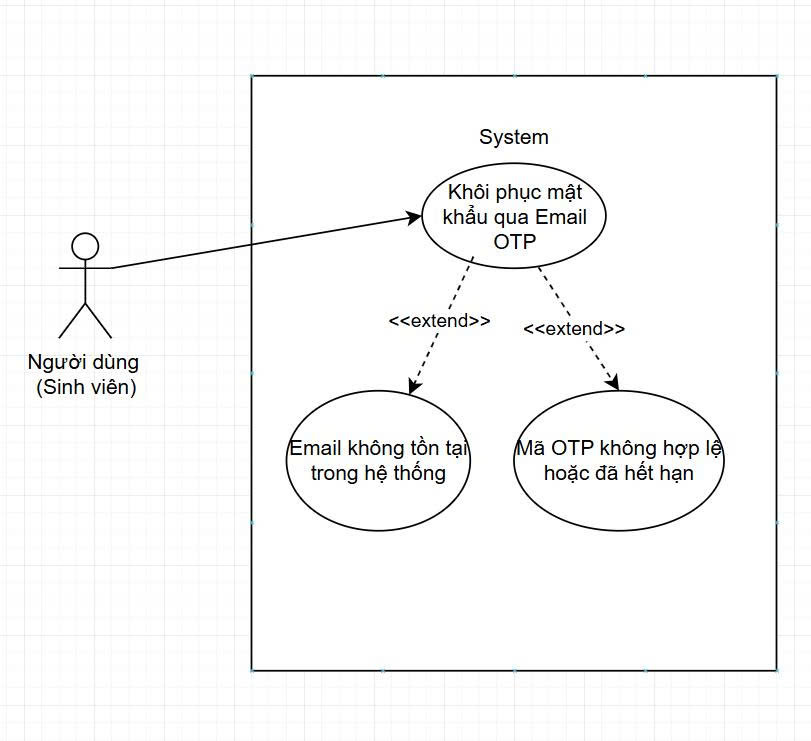 System
Khôi phục mật
khẩu qua Email
OTP
<<extend>>
<<extend>>
Người dùng
(Sinh viên)
Email không tồn tại
trong hệ thống
Mã OTP không hợp lệ
hoặc đã hết hạn